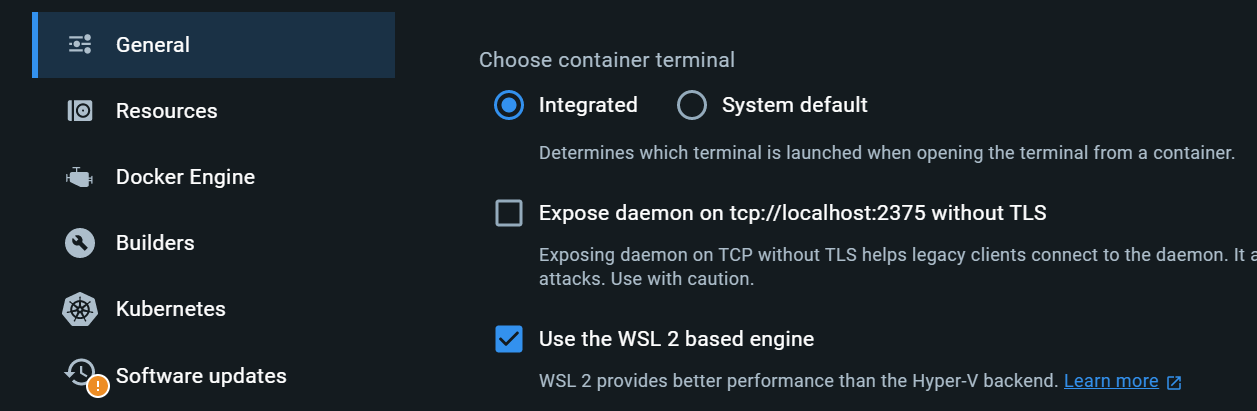 General
Resources
Docker Engine
Builders
Kubernetes
Software updates
Choose container terminal
Integrated
System default
Determines which terminal is launched when opening the terminal from a container.
Expose daemon on tcp://localhost:2375 without TLS
Exposing daemon on TCP without TLS helps legacy clients connect to the daemon. It
attacks. Use with caution.
Use the WSL 2 based engine
WSL 2 provides better performance than the Hyper-V backend. Learn more